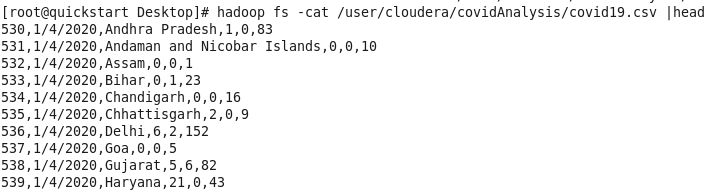 [root@quickstart Desktop]# hadoop fs -cat /user/cloudera/covidAnalysis/covid19.csv |head
530,1/4/2020,Andhra Pradesh,1,0,83
531,1/4/2020,Andaman and Nicobar Islands,0,0,10
532,1/4/2020,Assam,0,0,1
533,1/4/2020,Bihar,0,1,23
534,1/4/2020,Chandigarh,0,0,16
535,1/4/2020,Chhattisgarh,2,0,9
536,1/4/2020,Delhi,6,2,152
537,1/4/2020,Goa,0,0,5
538,1/4/2020,Gujarat,5,6,82
539,1/4/2020,Haryana,21,0,43